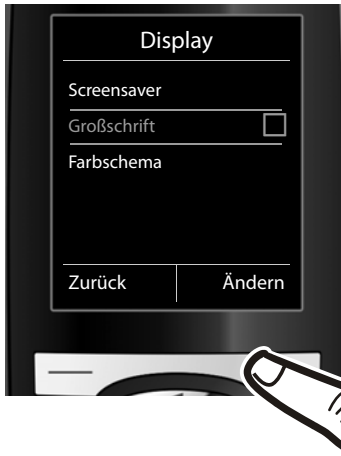 Display
Screensaver
Großschrift
Farbschema
Zurück Ändern